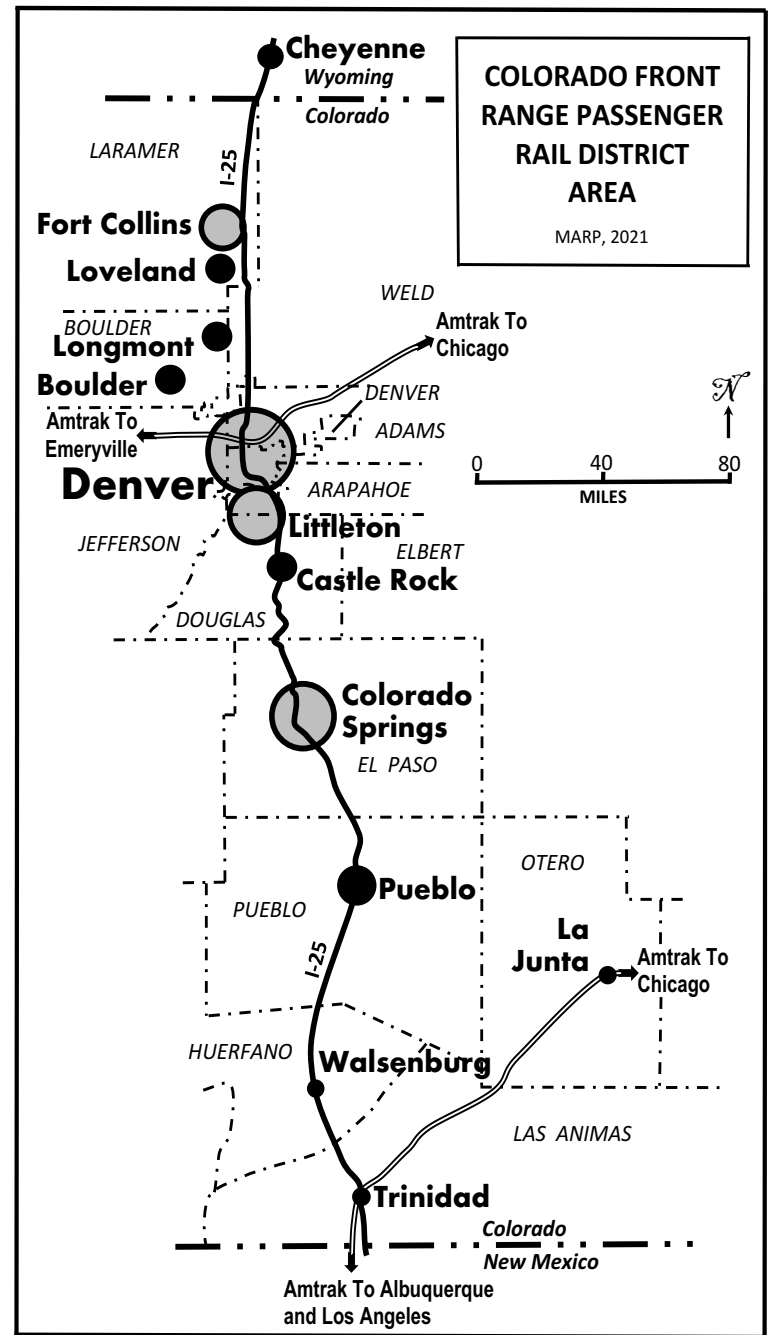 Cheyenne
Wyoming
Colorado
COLORADO FRONT
RANGE PASSENGER
RAIL DISTRICT
AREA
MARP, 2021
LARAMER
I-25
Fort Collins
Loveland
WELD
BOULDER
Longmont
Amtrak To
Chicago
Boulder
DENVER
N
Amtrak To
Emeryville
ADAMS
Denver
0 40 80
MILES
ARAPAHOE
Littleton
JEFFERSON
ELBERT
Castle Rock
DOUGLAS
Colorado
Springs
EL PASO
Pueblo
OTERO
PUEBLO
La
Junta
Amtrak To
Chicago
I-25
HUERFANO
Walsenburg
LAS ANIMAS
Trinidad
Colorado
New Mexico
Amtrak To Albuquerque
and Los Angeles